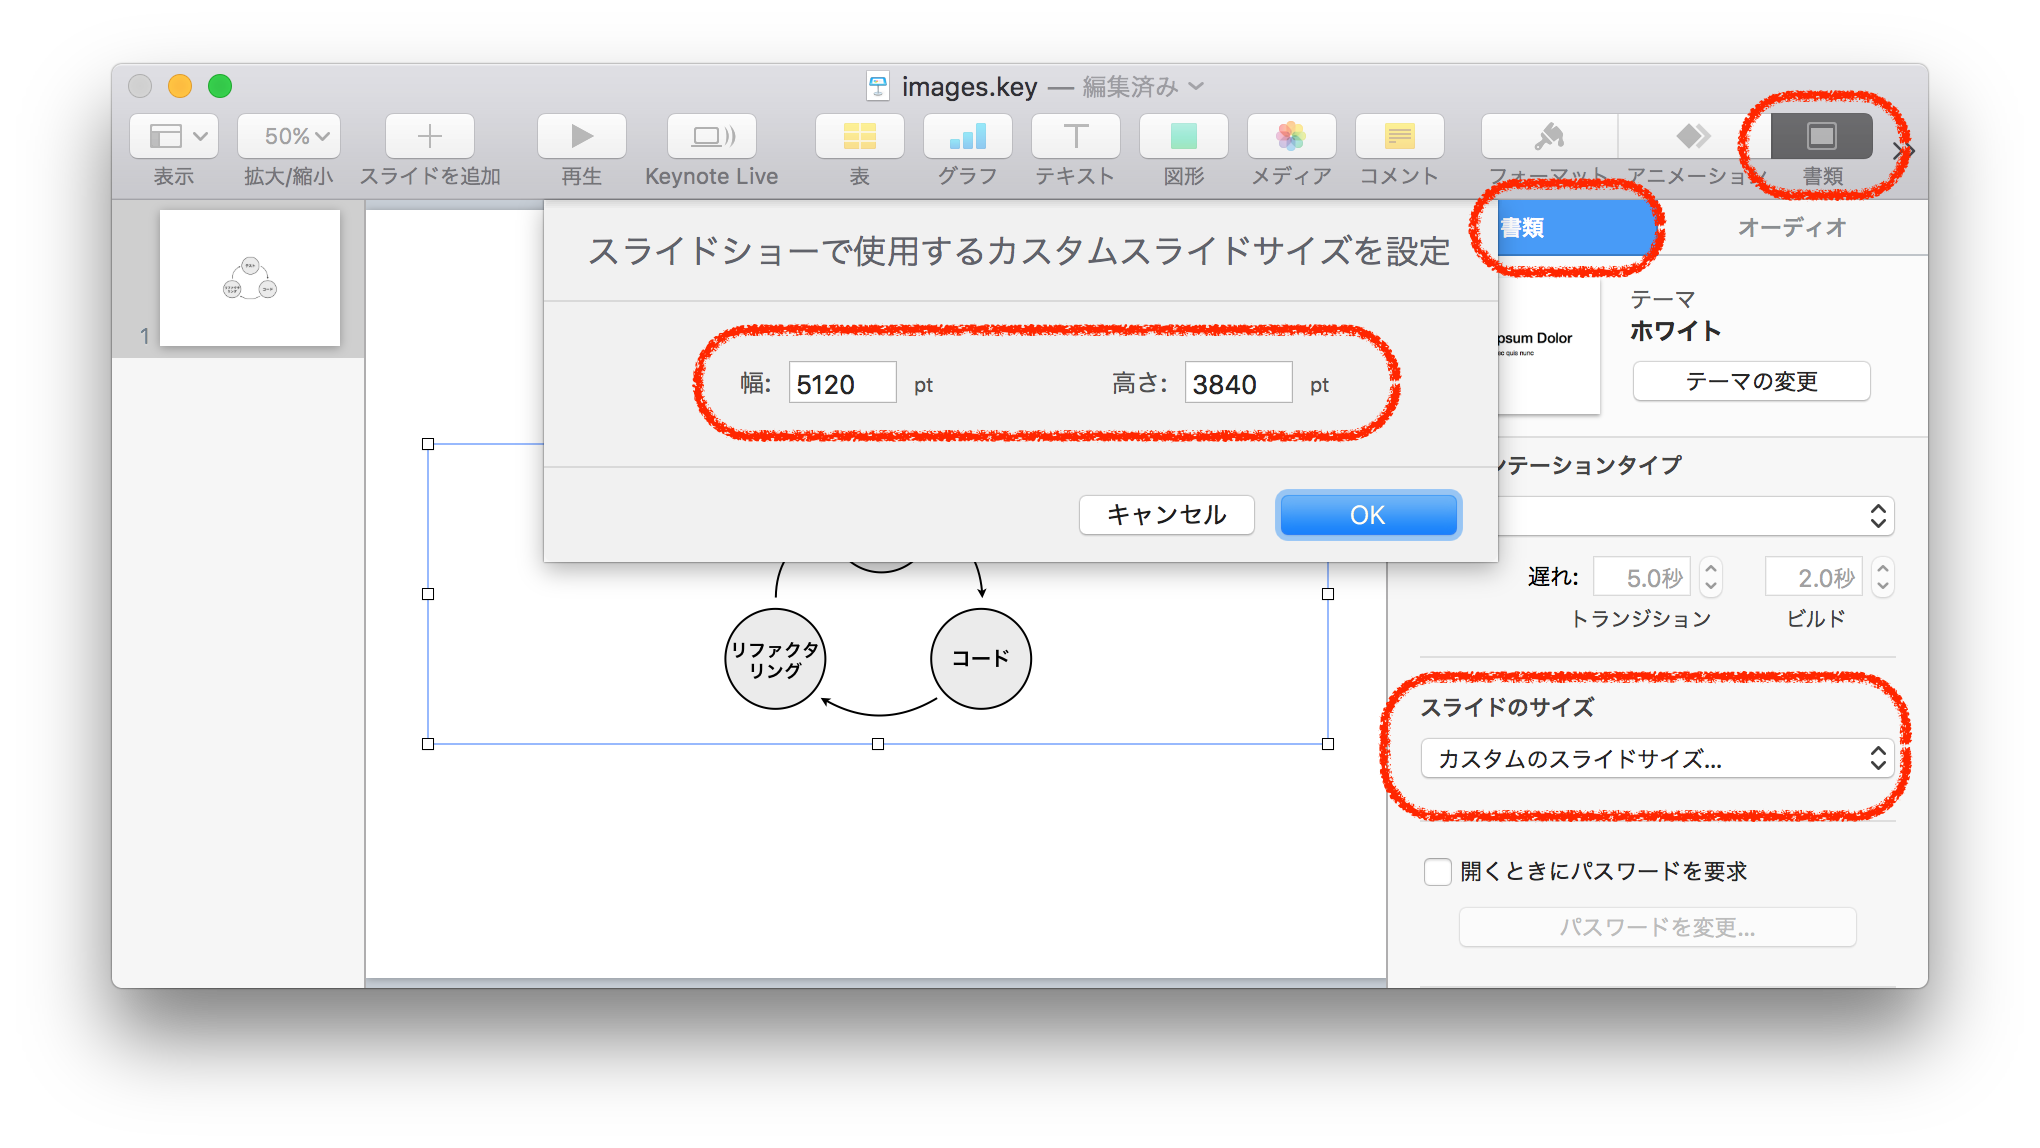 images.key — 編集済み
50%
表示
拡大/縮小
スライドを追加
再生
Keynote Live
表
グラフ
テキスト
図形
メディア
コメント
フォーマット
アニメーション
書類
1
スライドショーで使用するカスタムスライドサイズを設定
幅: 5120 pt
高さ: 3840 pt
キャンセル
OK
リファクタ
リング
コード
書類
オーディオ
psum Dolor
quis nunc
テーマ
ホワイト
テーマの変更
ンテーションタイプ
遅れ: 5.0秒 2.0秒
トランジション ビルド
スライドのサイズ
カスタムのスライドサイズ...
開くときにパスワードを要求
パスワードを変更...